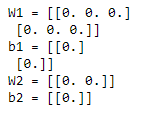 W1 = [[0. 0. 0.]
 [0. 0. 0.]]
b1 = [[0.]
 [0.]]
W2 = [[0. 0.]]
b2 = [[0.]]